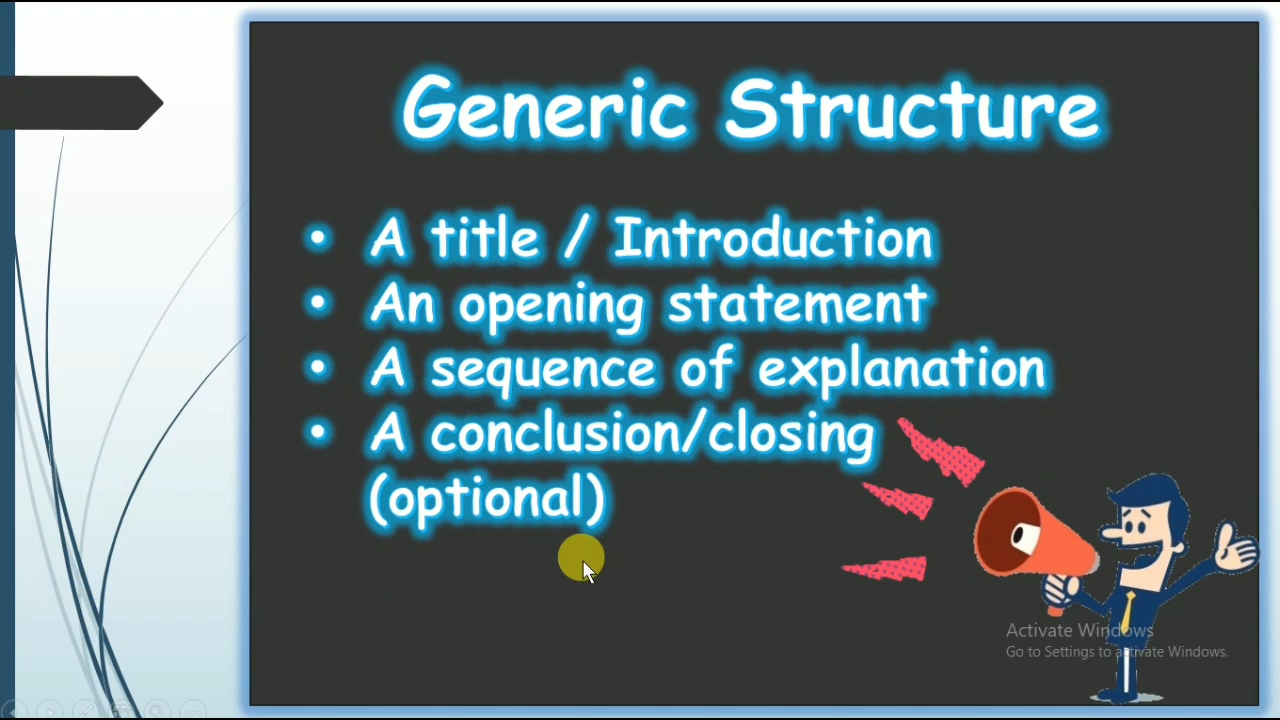 Generic Structure
• A title / Introduction
• An opening statement
• A sequence of explanation
• A conclusion/closing
(optional)
Activate Windows
Go to Settings to activate Windows.